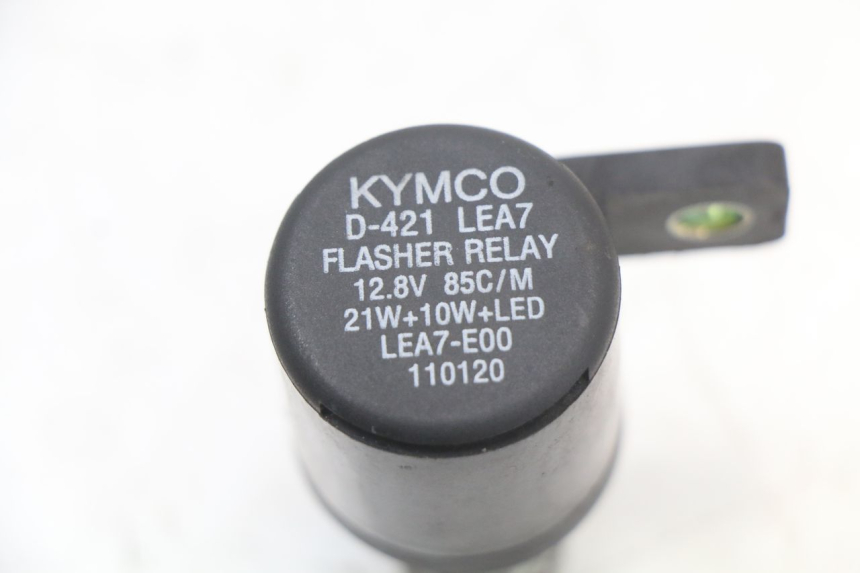 KYMCO
D-421 LEA7
FLASHER RELAY
12.8V 85C/M
21W+10W+LED
LEA7-E00
110120